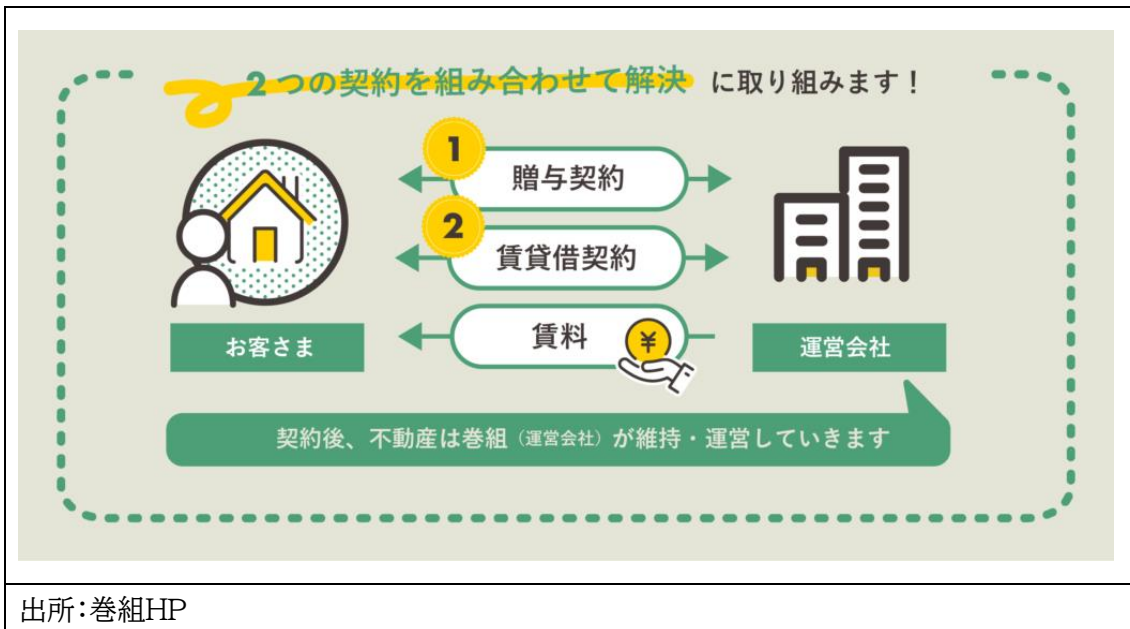 2つの契約を組み合わせて解決 に取り組みます！
1
贈与契約
2
賃貸借契約
賃料
¥
お客さま
運営会社
契約後、不動産は巻組（運営会社）が維持・運営していきます
出所：巻組HP